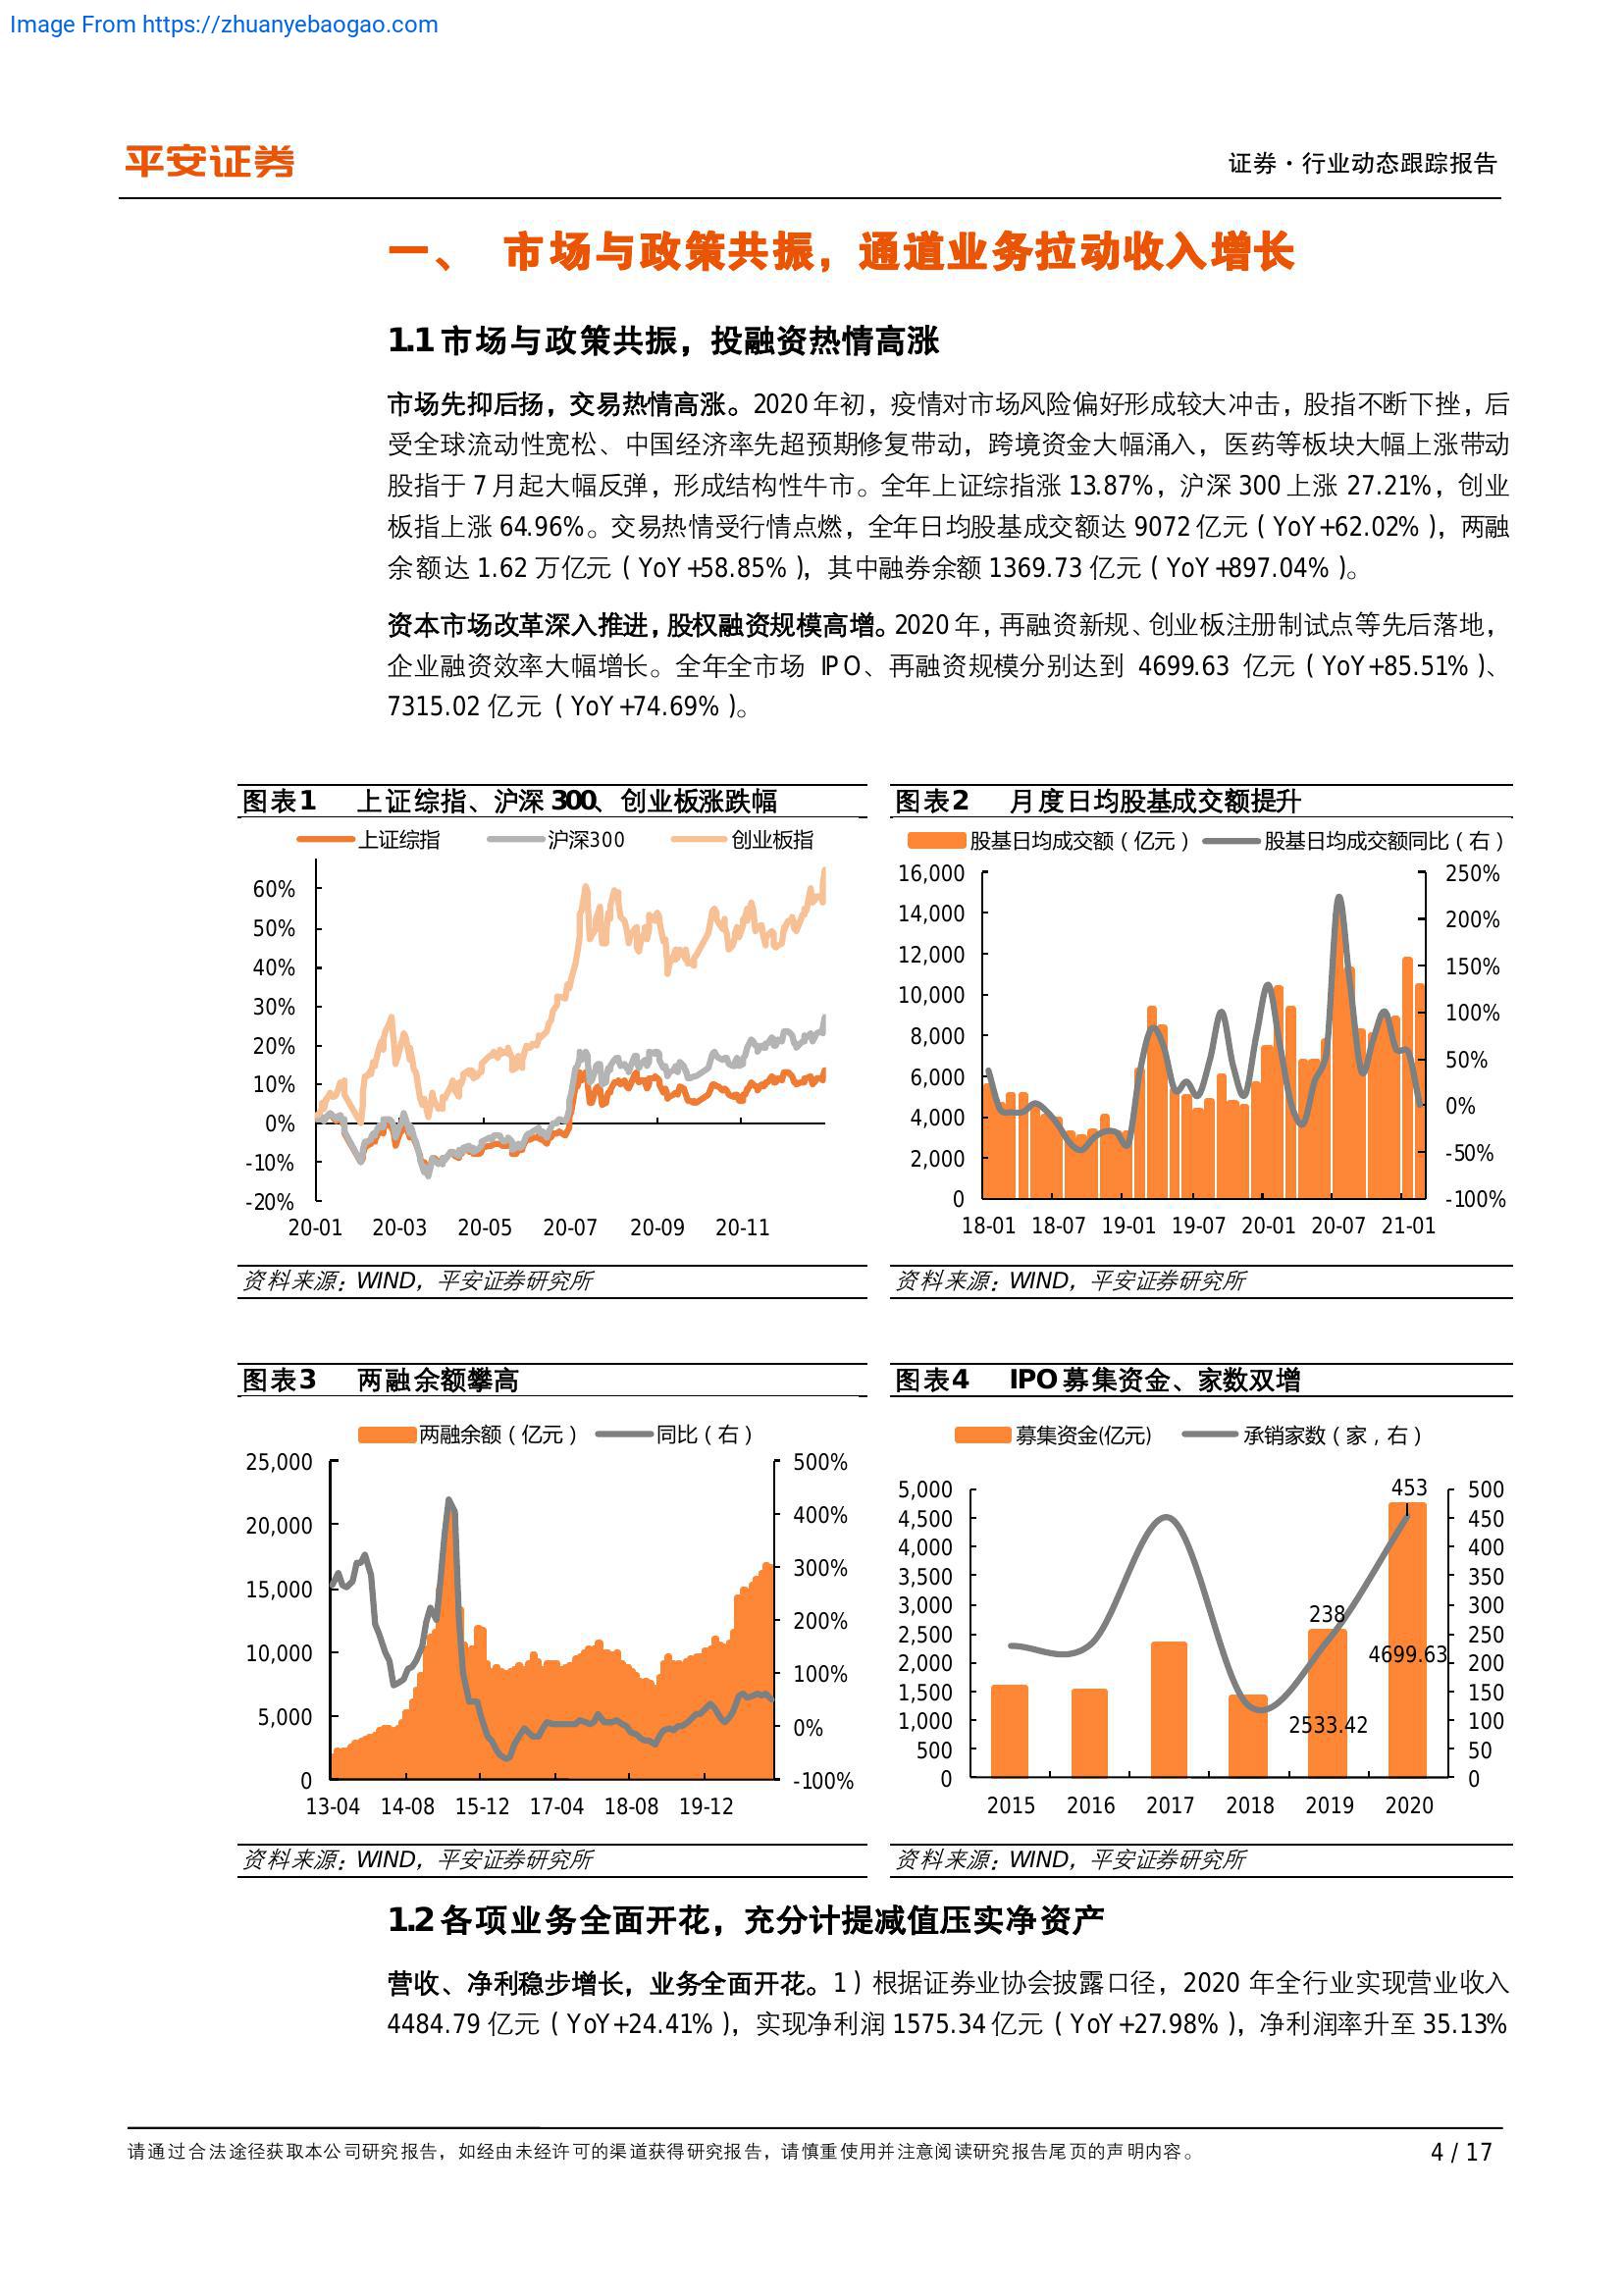 Image From https://zhuanyebaogao.com
平安证券
证券·行业动态跟踪报告
一、 市场与政策共振，通道业务拉动收入增长
1.1 市场与政策共振，投融资热情高涨
市场先抑后扬，交易热情高涨。2020 年初，疫情对市场风险偏好形成较大冲击，股指不断下挫，后
受全球流动性宽松、中国经济率先超预期修复带动，跨境资金大幅涌入，医药等板块大幅上涨带动
股指于 7 月起大幅反弹，形成结构性牛市。全年上证综指涨 13.87%，沪深 300 上涨 27.21%，创业
板指上涨 64.96%。交易热情受行情点燃，全年日均股基成交额达 9072 亿元（YoY+62.02%），两融
余额达 1.62 万亿元（YoY+58.85%），其中融券余额 1369.73 亿元（YoY+897.04%）。
资本市场改革深入推进，股权融资规模高增。2020 年，再融资新规、创业板注册制试点等先后落地，
企业融资效率大幅增长。全年全市场 IPO、再融资规模分别达到 4699.63 亿元（YoY+85.51%）、
7315.02 亿元（YoY+74.69%）。
图表1 上证综指、沪深 300、创业板涨跌幅
上证综指 沪深300 创业板指
60%
50%
40%
30%
20%
10%
0%
-10%
-20%
20-01 20-03 20-05 20-07 20-09 20-11
资料来源：WIND，平安证券研究所
图表2 月度日均股基成交额提升
股基日均成交额（亿元） 股基日均成交额同比（右）
16,000 250%
14,000 200%
12,000 150%
10,000 100%
8,000 50%
6,000 0%
4,000 -50%
2,000 -100%
0
18-01 18-07 19-01 19-07 20-01 20-07 21-01
资料来源：WIND，平安证券研究所
图表3 两融余额攀高
两融余额（亿元） 同比（右）
25,000 500%
20,000 400%
15,000 300%
10,000 200%
5,000 100%
0 0%
-100%
13-04 14-08 15-12 17-04 18-08 19-12
资料来源：WIND，平安证券研究所
图表4 IPO 募集资金、家数双增
募集资金(亿元) 承销家数（家，右）
5,000 453 500
4,500 450
4,000 400
3,500 350
3,000 238 300
2,500 250
2,000 4699.63 200
1,500 150
1,000 2533.42 100
500 50
0 0
2015 2016 2017 2018 2019 2020
资料来源：WIND，平安证券研究所
1.2 各项业务全面开花，充分计提减值压实净资产
营收、净利稳步增长，业务全面开花。1）根据证券业协会披露口径，2020 年全行业实现营业收入
4484.79 亿元（YoY+24.41%），实现净利润 1575.34 亿元（YoY+27.98%），净利润率升至 35.13%
请通过合法途径获取本公司研究报告，如经由未经许可的渠道获得研究报告，请慎重使用并注意阅读研究报告尾页的声明内容。
4 / 17